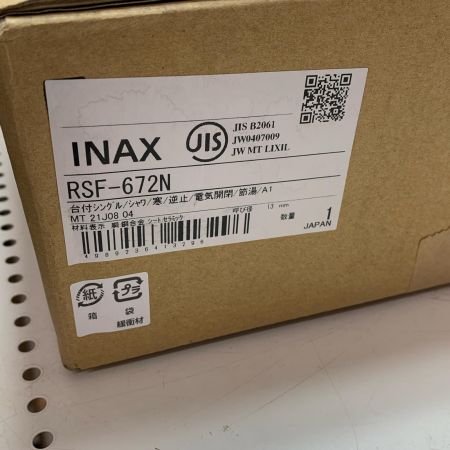 INAX
JIS
JIS B2061
JW0407009
JW MT LIXIL
RSF-672N
台付シングル/シャワ/寒/逆止/電気開閉/節湯/A1
MT 21J08 04
材料表示 銅 銅合金 シートセラミック
呼び径 13 mm
数量 1
JAPAN
4989736413296
紙 プラ
箱 袋
緩衝材